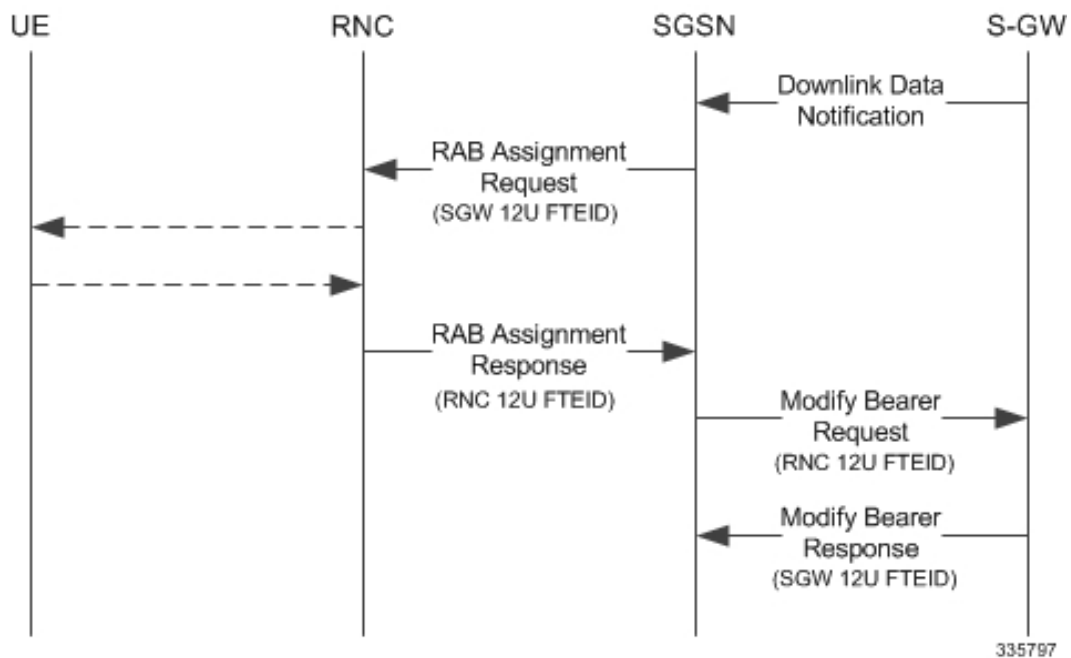 UE RNC SGSN S-GW
Downlink Data
Notification
RAB Assignment
Request
(SGW 12U FTEID)
RAB Assignment
Response
(RNC 12U FTEID)
Modify Bearer
Request
(RNC 12U FTEID)
Modify Bearer
Response
(SGW 12U FTEID)
335797